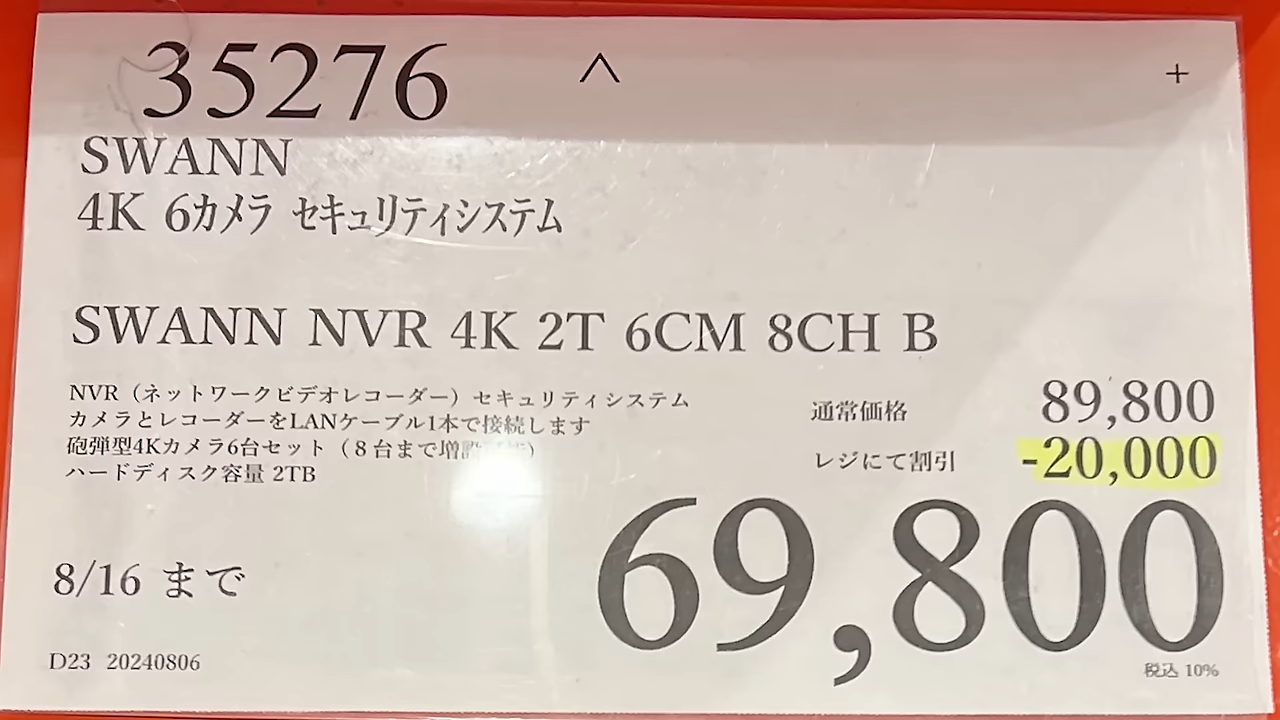 35276 ^ +
SWANN
4K 6カメラ セキュリティシステム
SWANN NVR 4K 2T 6CM 8CH B
NVR（ネットワークビデオレコーダー）セキュリティシステム
カメラとレコーダーをLANケーブル1本で接続します
砲弾型4Kカメラ6台セット（８台まで増設
ハードディスク容量 2TB
通常価格 89,800
レジにて割引 -20,000
69,800
税込 10%
8/16 まで
D23 20240806